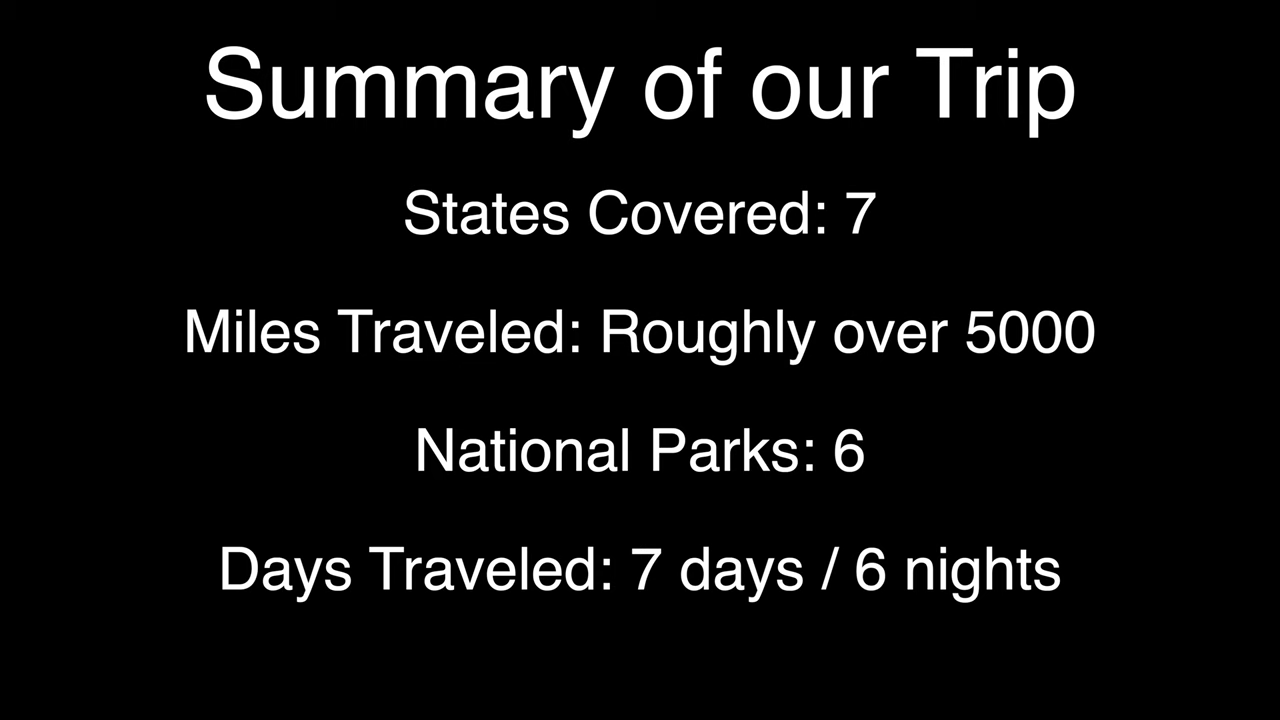 Summary of our Trip
States Covered: 7
Miles Traveled: Roughly over 5000
National Parks: 6
Days Traveled: 7 days / 6 nights